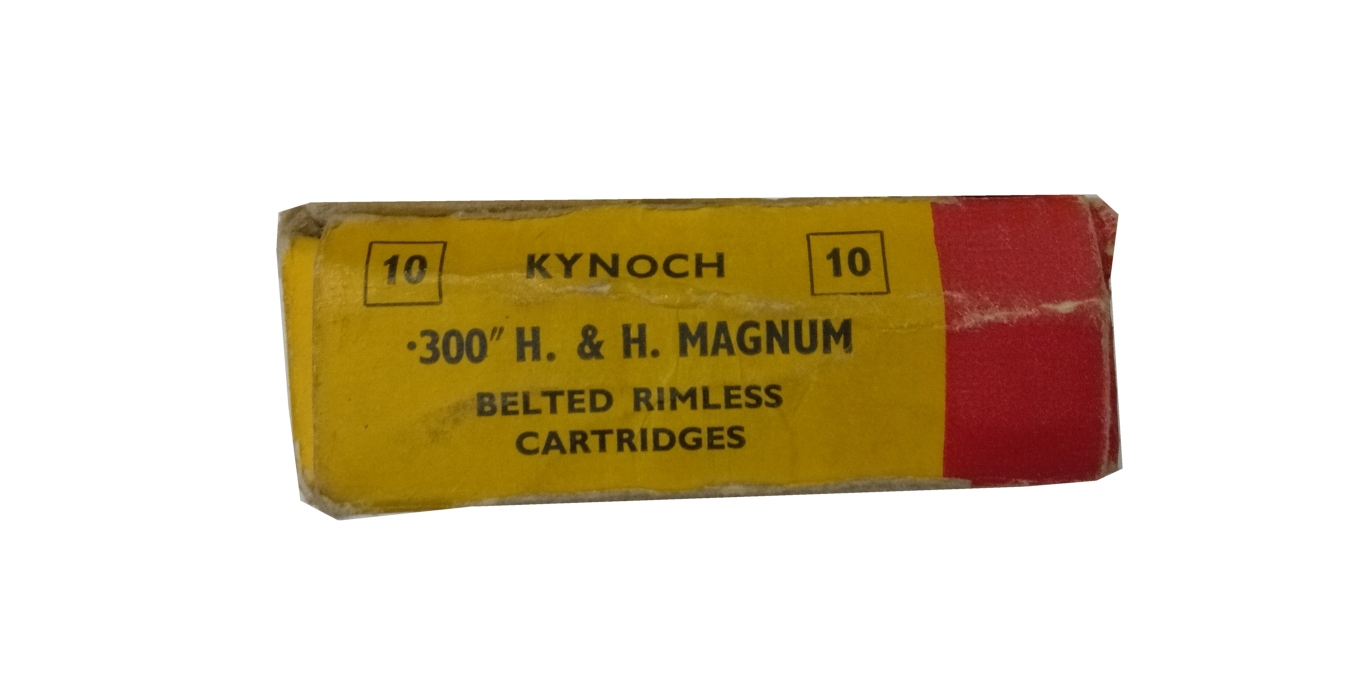 10 KYNOCH 10
·300" H. & H. MAGNUM
BELTED RIMLESS
CARTRIDGES